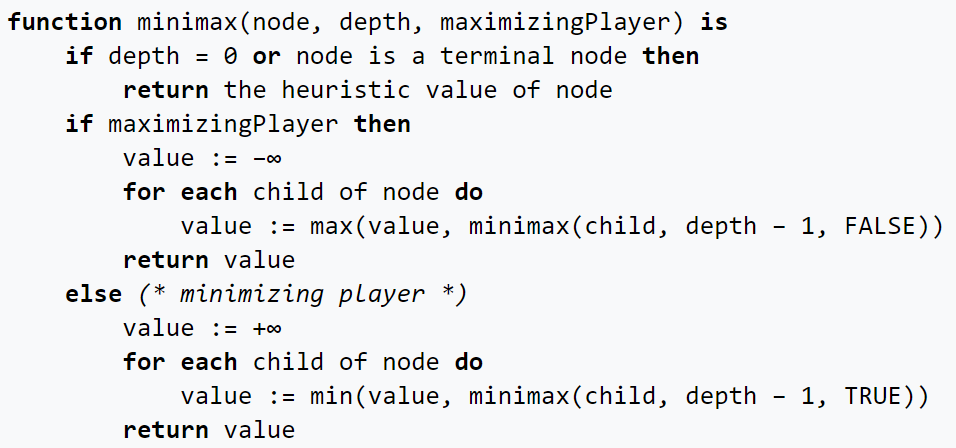 function minimax(node, depth, maximizingPlayer) is
    if depth = 0 or node is a terminal node then
        return the heuristic value of node
    if maximizingPlayer then
        value := −∞
        for each child of node do
            value := max(value, minimax(child, depth − 1, FALSE))
        return value
    else (* minimizing player *)
        value := +∞
        for each child of node do
            value := min(value, minimax(child, depth − 1, TRUE))
        return value